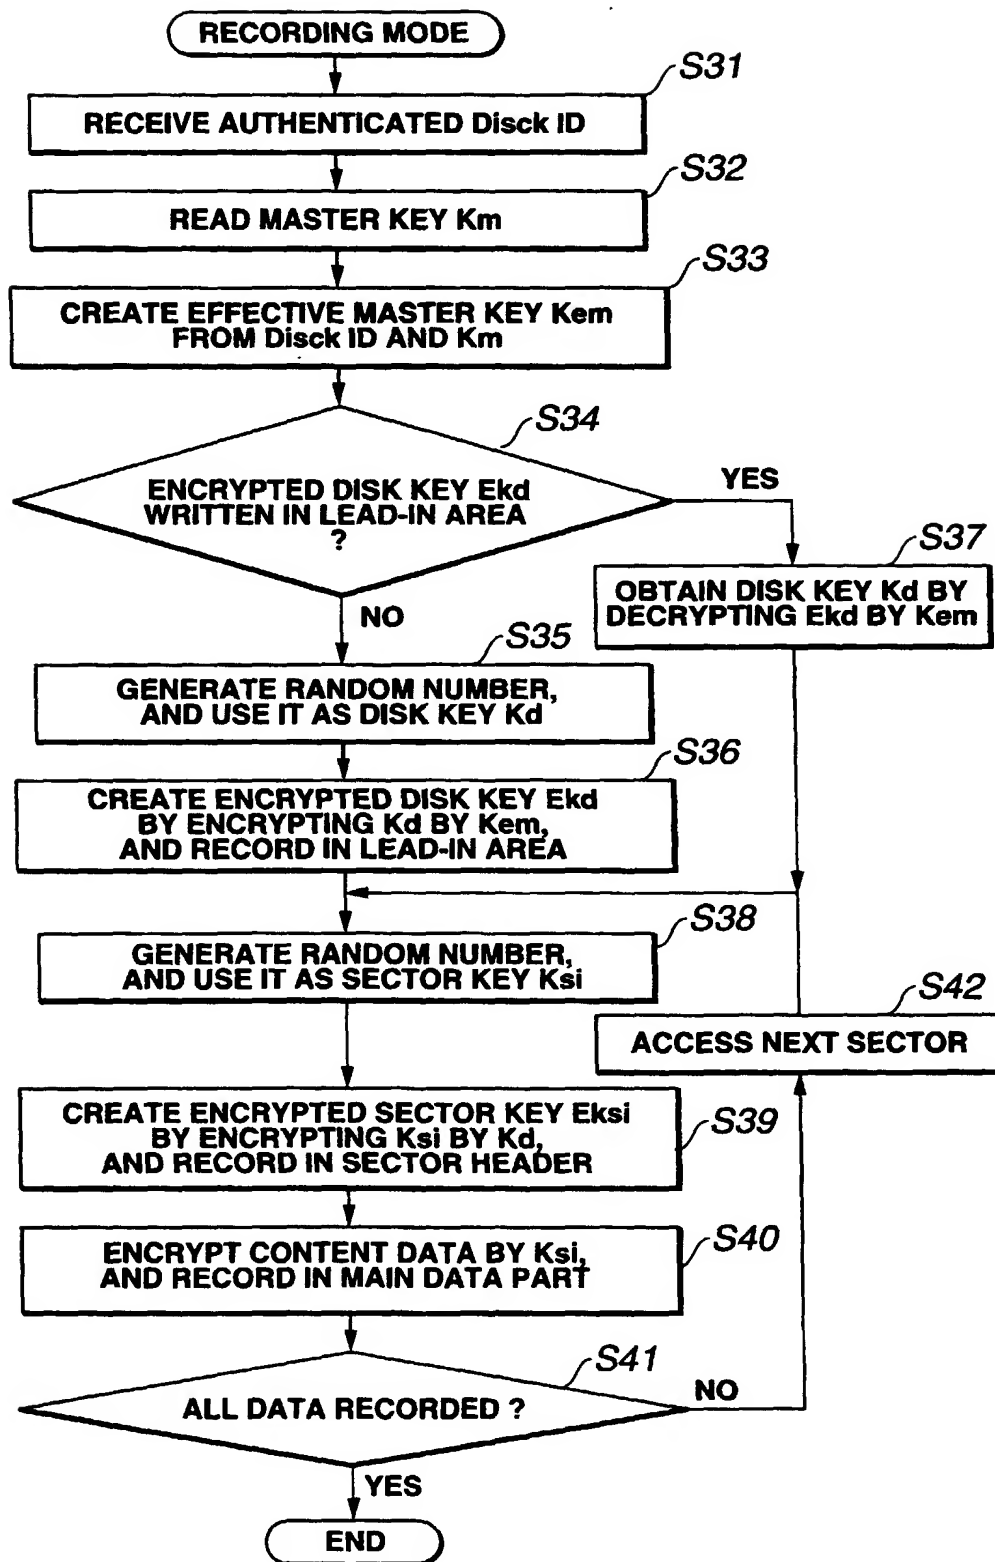 RECORDING MODE
S31
RECEIVE AUTHENTICATED Disck ID
S32
READ MASTER KEY Km
S33
CREATE EFFECTIVE MASTER KEY Kem
FROM Disck ID AND Km
S34
ENCRYPTED DISK KEY Ekd
WRITTEN IN LEAD-IN AREA
?
YES
NO
S37
OBTAIN DISK KEY Kd BY
DECRYPTING Ekd BY Kem
S35
GENERATE RANDOM NUMBER,
AND USE IT AS DISK KEY Kd
S36
CREATE ENCRYPTED DISK KEY Ekd
BY ENCRYPTING Kd BY Kem,
AND RECORD IN LEAD-IN AREA
S38
GENERATE RANDOM NUMBER,
AND USE IT AS SECTOR KEY Ksi
S42
ACCESS NEXT SECTOR
CREATE ENCRYPTED SECTOR KEY Eksi
BY ENCRYPTING Ksi BY Kd,
AND RECORD IN SECTOR HEADER
S39
ENCRYPT CONTENT DATA BY Ksi,
AND RECORD IN MAIN DATA PART
S40
S41
ALL DATA RECORDED ?
NO
YES
END